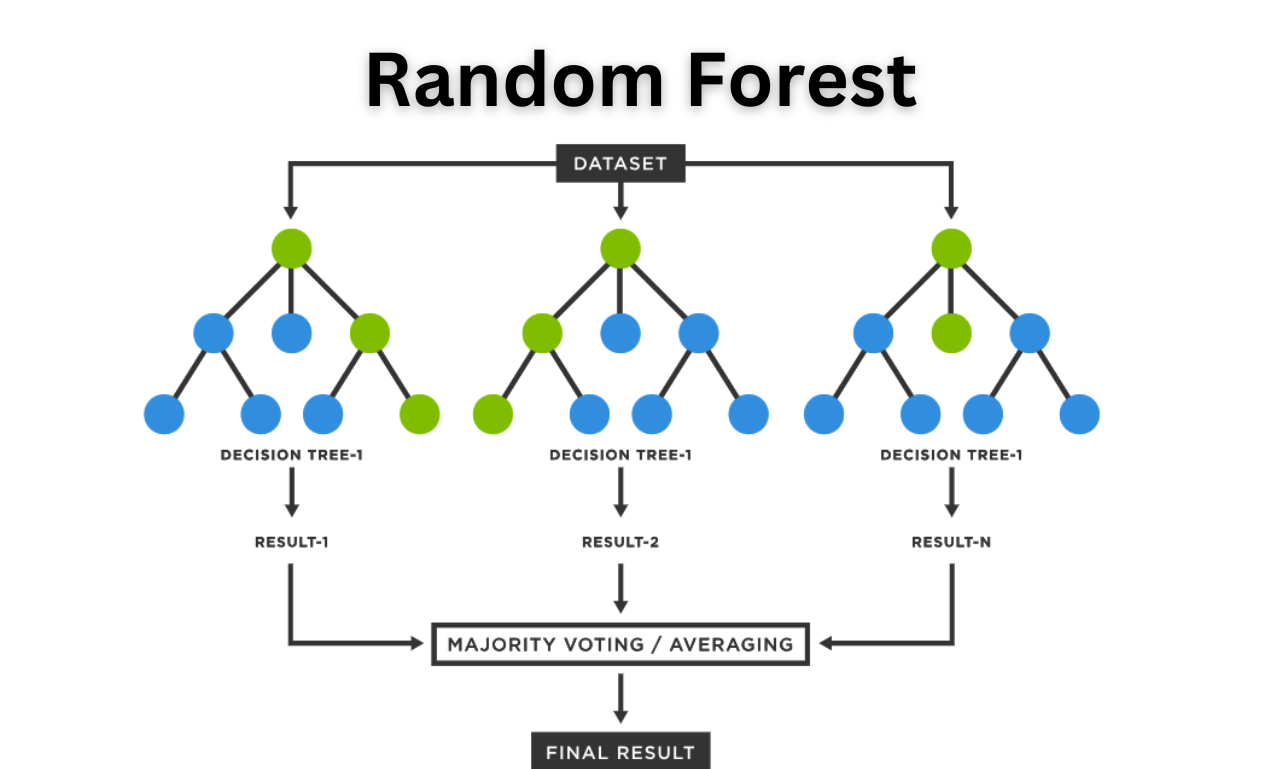 Random Forest
DATASET
DECISION TREE-1
DECISION TREE-1
DECISION TREE-1
RESULT-1
RESULT-2
RESULT-N
MAJORITY VOTING / AVERAGING
FINAL RESULT